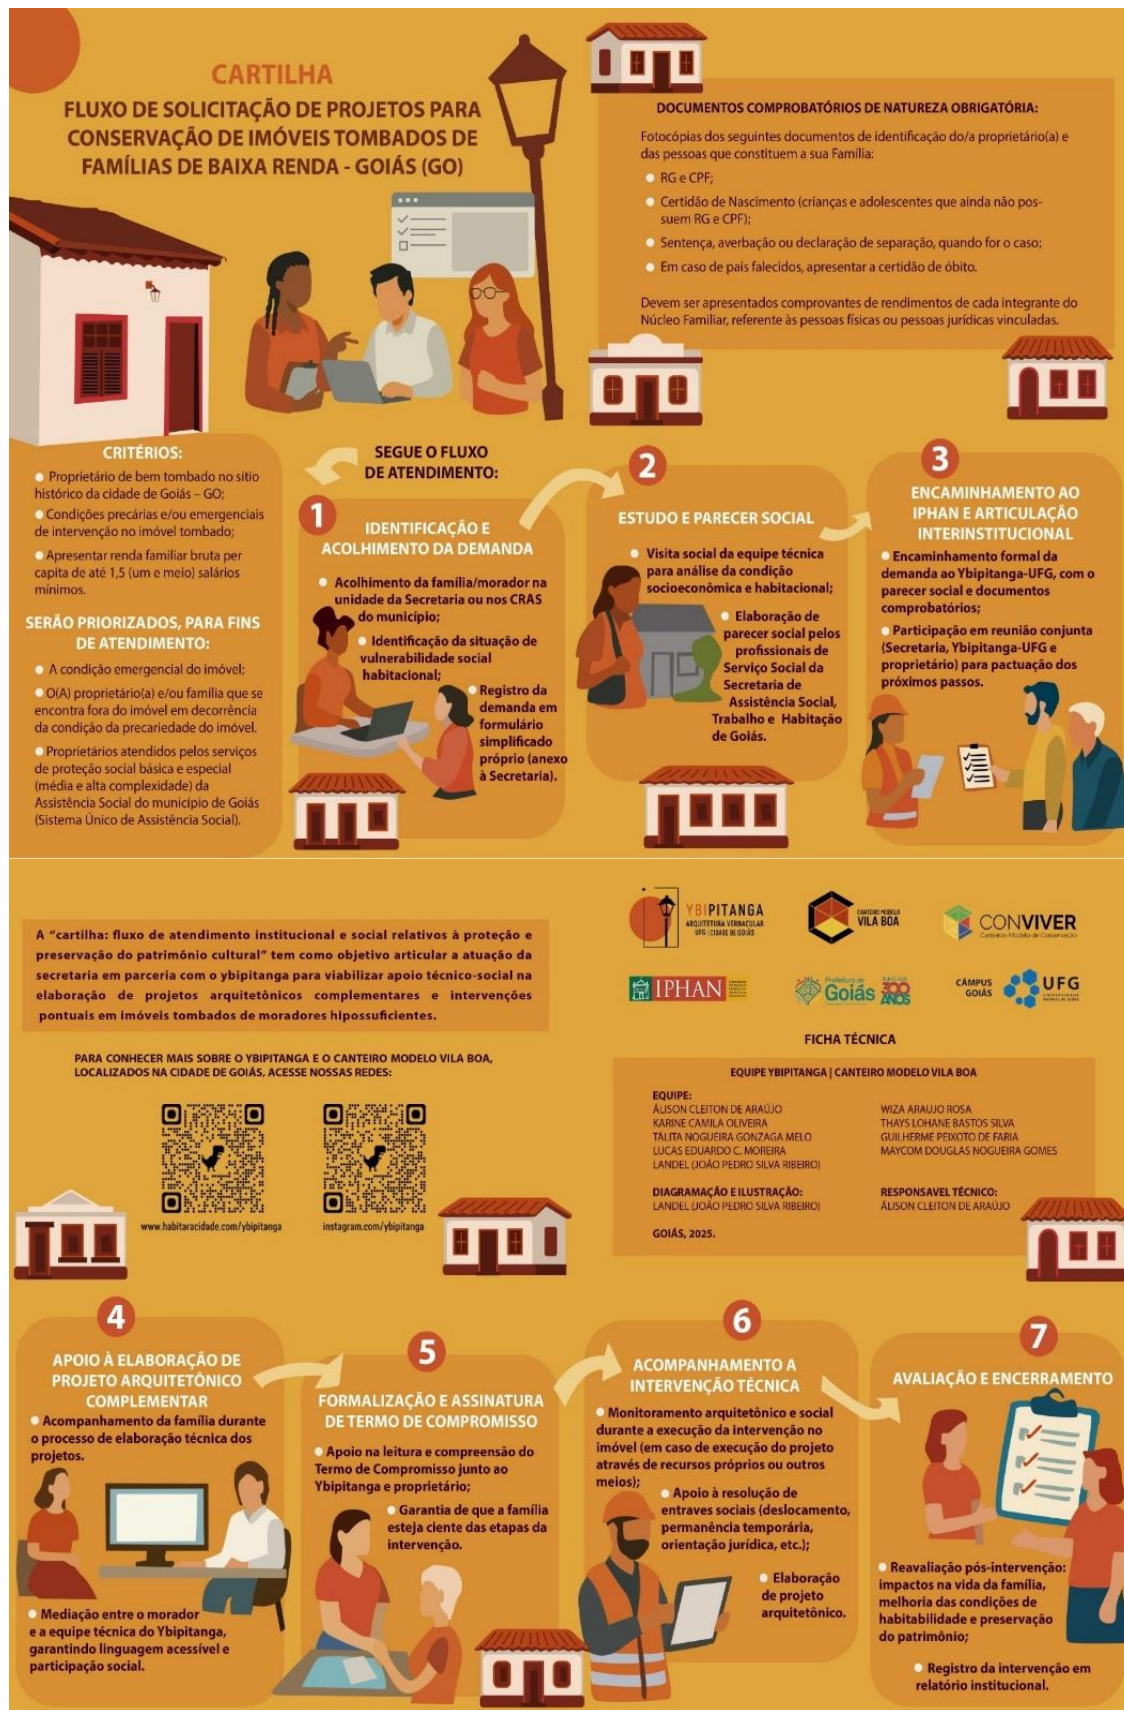 CARTILHA
FLUXO DE SOLICITAÇÃO DE PROJETOS PARA
CONSERVAÇÃO DE IMÓVEIS TOMBADOS DE
FAMÍLIAS DE BAIXA RENDA - GOIÁS (GO)
DOCUMENTOS COMPROBATÓRIOS DE NATUREZA OBRIGATÓRIA:
Fotocópias dos seguintes documentos de identificação do/a proprietário(a) e
das pessoas que constituem a sua Família:
RG e CPF;
Certidão de Nascimento (crianças e adolescentes que ainda não pos-
suem RG e CPF);
Sentença, averbação ou declaração de separação, quando for o caso;
Em caso de pais falecidos, apresentar a certidão de óbito.
Devem ser apresentados comprovantes de rendimentos de cada integrante do
Núcleo Familiar, referente às pessoas físicas ou pessoas jurídicas vinculadas.
CRITÉRIOS:
Proprietário de bem tombado no sítio
histórico da cidade de Goiás – GO;
Condições precárias e/ou emergenciais
de intervenção no imóvel tombado;
Apresentar renda familiar bruta per
capita de até 1,5 (um e meio) salários
mínimos.
SERÃO PRIORIZADOS, PARA FINS
DE ATENDIMENTO:
A condição emergencial do imóvel;
O(A) proprietário(a) e/ou família que se
encontra fora do imóvel em decorrência
da condição da precariedade do imóvel.
Proprietários atendidos pelos serviços
de proteção social básica e especial
(média e alta complexidade) da
Assistência Social do município de Goiás
(Sistema Único de Assistência Social).
SEGUE O FLUXO
DE ATENDIMENTO:
1
IDENTIFICAÇÃO E
ACOLHIMENTO DA DEMANDA
Acolhimento da família/morador na
unidade da Secretaria ou nos CRAS
do município;
Identificação da situação de
vulnerabilidade social
habitacional;
Registro da
demanda em
formulário
simplificado
próprio (anexo
à Secretaria).
2
ESTUDO E PARECER SOCIAL
Visita social da equipe técnica
para análise da condição
socioeconômica e habitacional;
Elaboração de
parecer social pelos
profissionais de
Serviço Social da
Secretaria de
Assistência Social,
Trabalho e Habitação
de Goiás.
3
ENCAMINHAMENTO AO
IPHAN E ARTICULAÇÃO
INTERINSTITUCIONAL
Encaminhamento formal da
demanda ao Ybipitanga-UFG, com o
parecer social e documentos
comprobatórios;
Participação em reunião conjunta
(Secretaria, Ybipitanga-UFG e
proprietário) para pactuação dos
próximos passos.
A “cartilha: fluxo de atendimento institucional e social relativos à proteção e
preservação do patrimônio cultural” tem como objetivo articular a atuação da
secretaria em parceria com o ybipitanga para viabilizar apoio técnico-social na
elaboração de projetos arquitetônicos complementares e intervenções
pontuais em imóveis tombados de moradores hipossuficientes.
PARA CONHECER MAIS SOBRE O YBIPITANGA E O CANTEIRO MODELO VILA BOA,
LOCALIZADOS NA CIDADE DE GOIÁS, ACESSE NOSSAS REDES:
www.habitaracidade.com/ybipitanga
instagram.com/ybipitanga
YBIPITANGA
ARQUITETURA VERNACULAR
UFG | CIDADE DE GOIÁS
CANTEIRO MODELO
VILA BOA
CONVIVER
Canteiros-Modelo de Conservação
IPHAN
Prefeitura de
Goiás
300
ANOS
CÂMPUS
GOIÁS
UFG
FICHA TÉCNICA
EQUIPE YBIPITANGA | CANTEIRO MODELO VILA BOA
EQUIPE:
ÁLISON CLEITON DE ARAÚJO
KARINE CAMILA OLIVEIRA
TALITA NOGUEIRA GONZAGA MELO
LUCAS EDUARDO C. MOREIRA
LANDEL (JOÃO PEDRO SILVA RIBEIRO)
WIZA ARAUJO ROSA
THAYS LOHANE BASTOS SILVA
GUILHERME PEIXOTO DE FARIA
MAYCOM DOUGLAS NOGUEIRA GOMES
DIAGRAMAÇÃO E ILUSTRAÇÃO:
LANDEL (JOÃO PEDRO SILVA RIBEIRO)
RESPONSAVEL TÉCNICO:
ÁLISON CLEITON DE ARAÚJO
GOIÁS, 2025.
4
APOIO À ELABORAÇÃO DE
PROJETO ARQUITETÔNICO
COMPLEMENTAR
Acompanhamento da família durante
o processo de elaboração técnica dos
projetos.
Mediação entre o morador
e a equipe técnica do Ybipitanga,
garantindo linguagem acessível e
participação social.
5
FORMALIZAÇÃO E ASSINATURA
DE TERMO DE COMPROMISSO
Apoio na leitura e compreensão do
Termo de Compromisso junto ao
Ybipitanga e proprietário;
Garantia de que a família
esteja ciente das etapas da
intervenção.
6
ACOMPANHAMENTO A
INTERVENÇÃO TÉCNICA
Monitoramento arquitetônico e social
durante a execução da intervenção no
imóvel (em caso de execução do projeto
através de recursos próprios ou outros
meios);
Apoio à resolução de
entraves sociais (deslocamento,
permanência temporária,
orientação jurídica, etc.);
Elaboração
de projeto
arquitetônico.
7
AVALIAÇÃO E ENCERRAMENTO
Reavaliação pós-intervenção:
impactos na vida da família,
melhoria das condições de
habitabilidade e preservação
do patrimônio;
Registro da intervenção em
relatório institucional.